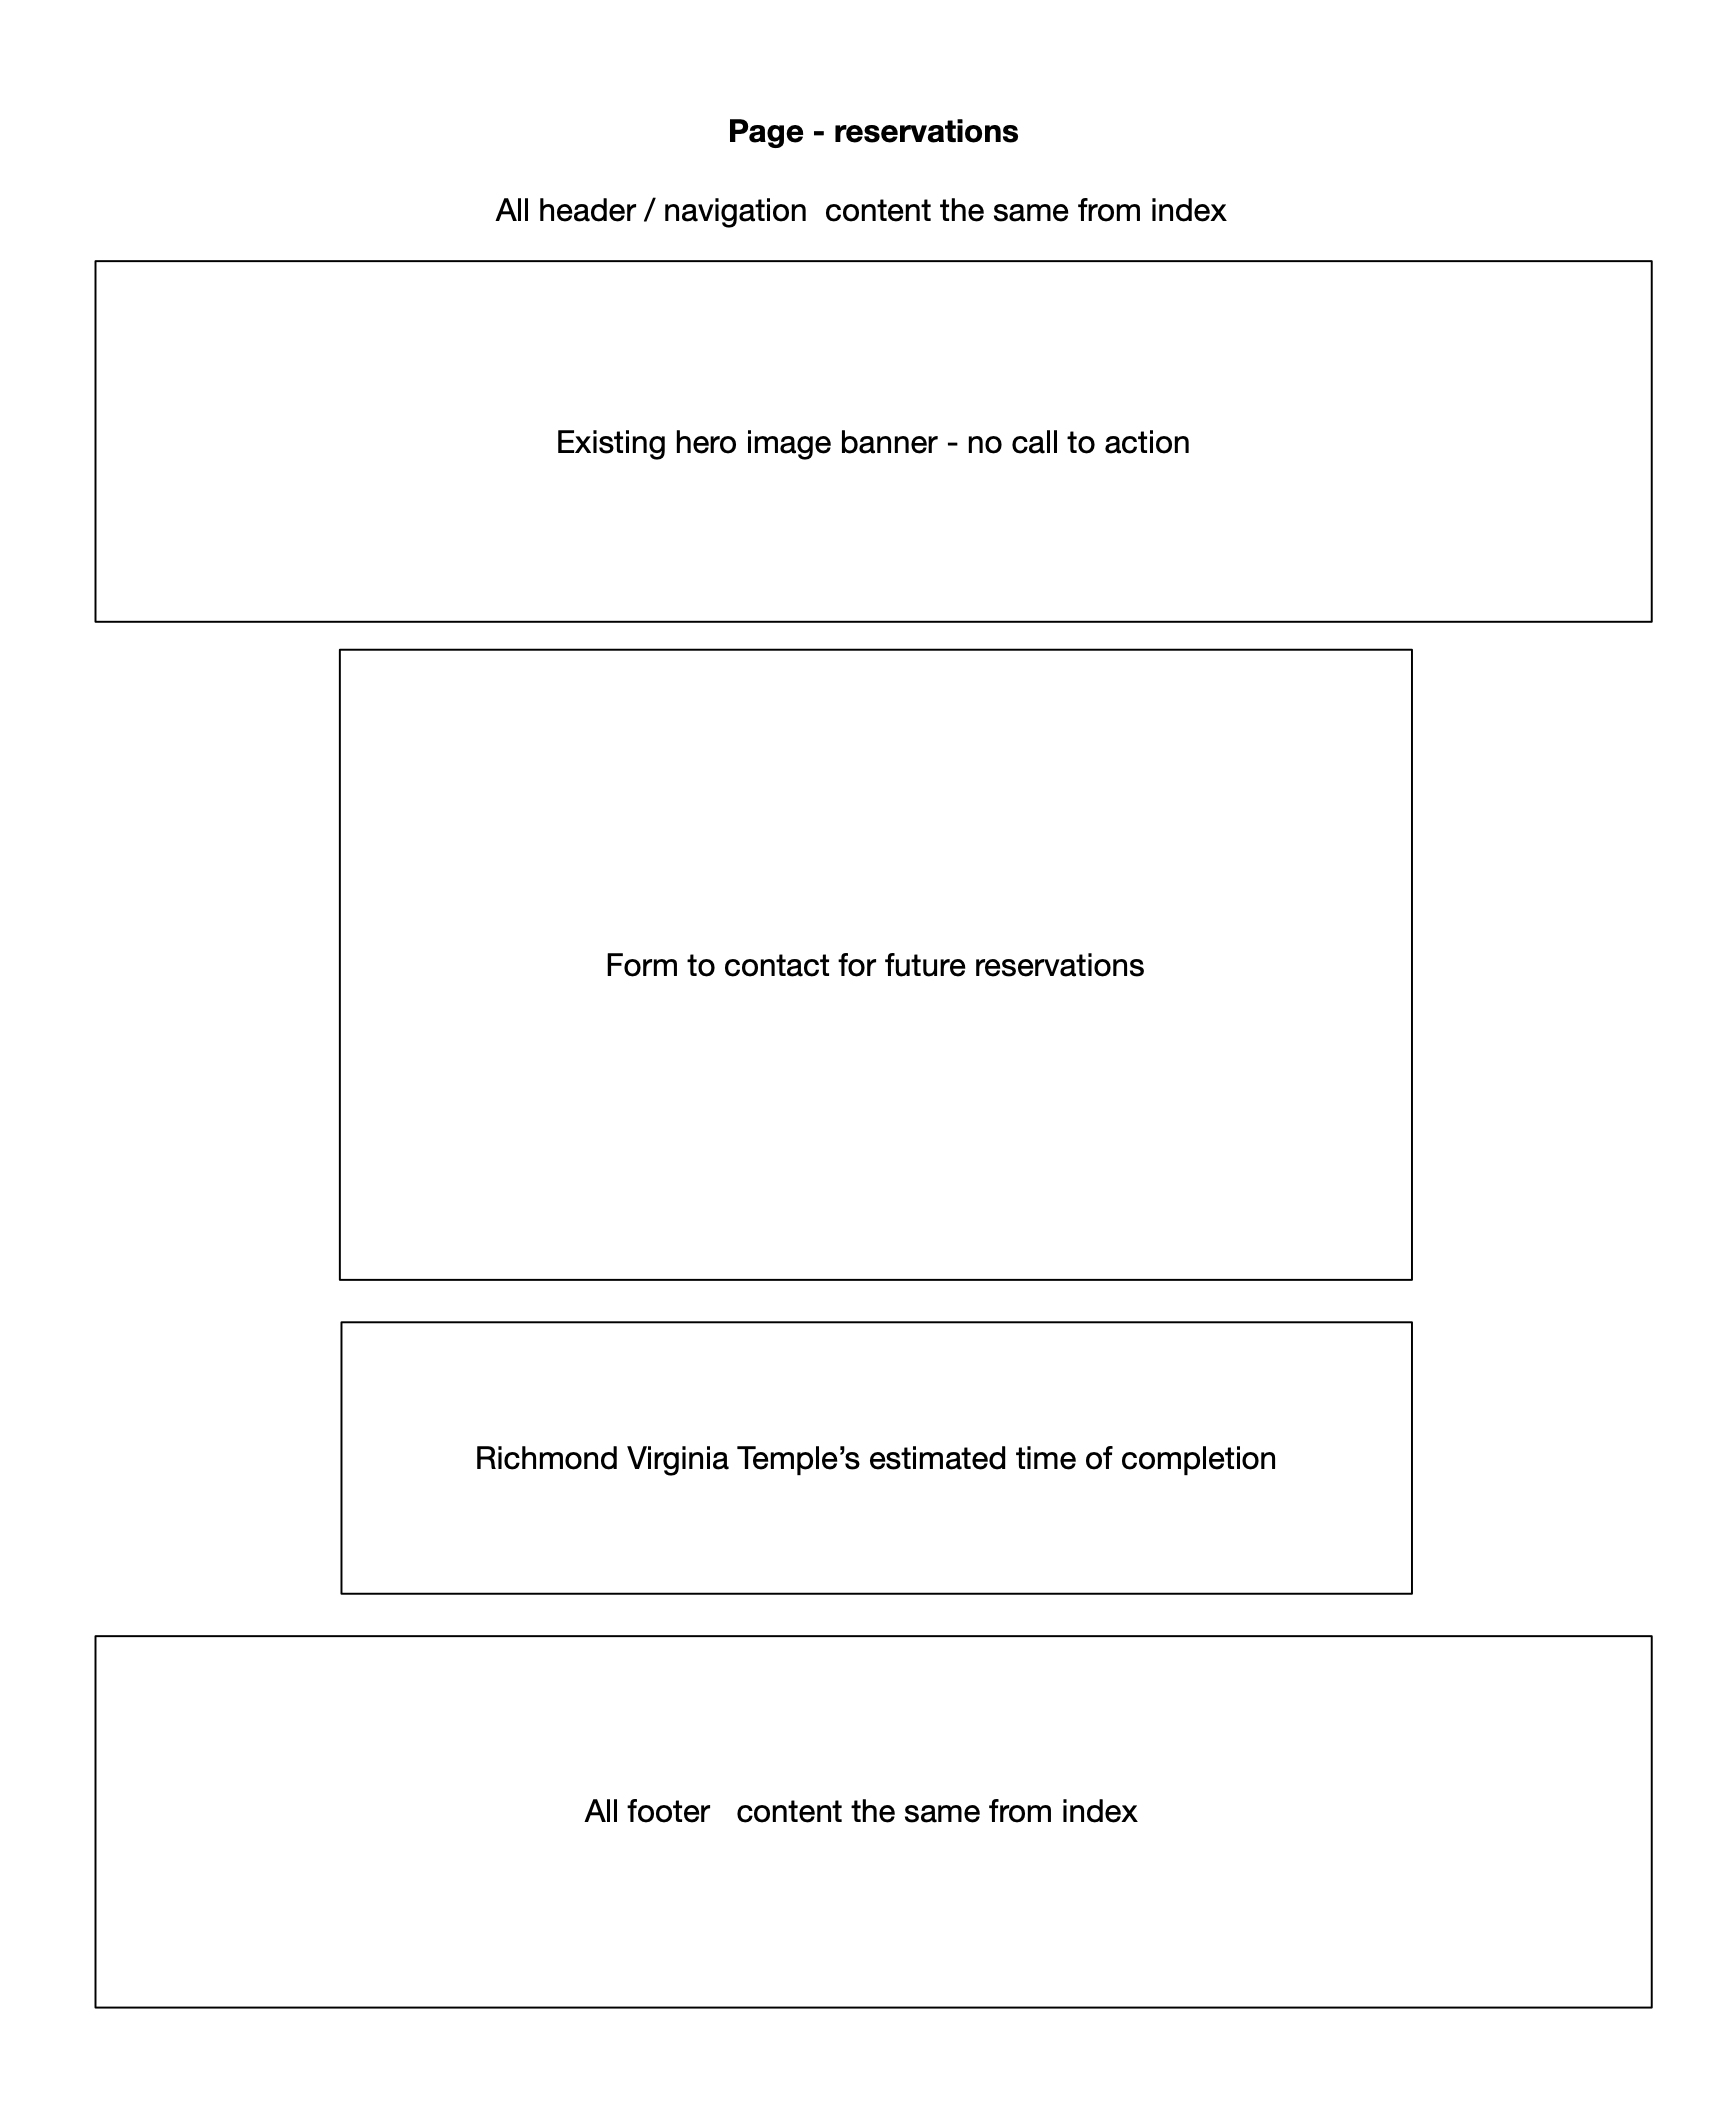 Page - reservations
All header / navigation  content the same from index
Existing hero image banner - no call to action
Form to contact for future reservations
Richmond Virginia Temple’s estimated time of completion
All footer   content the same from index